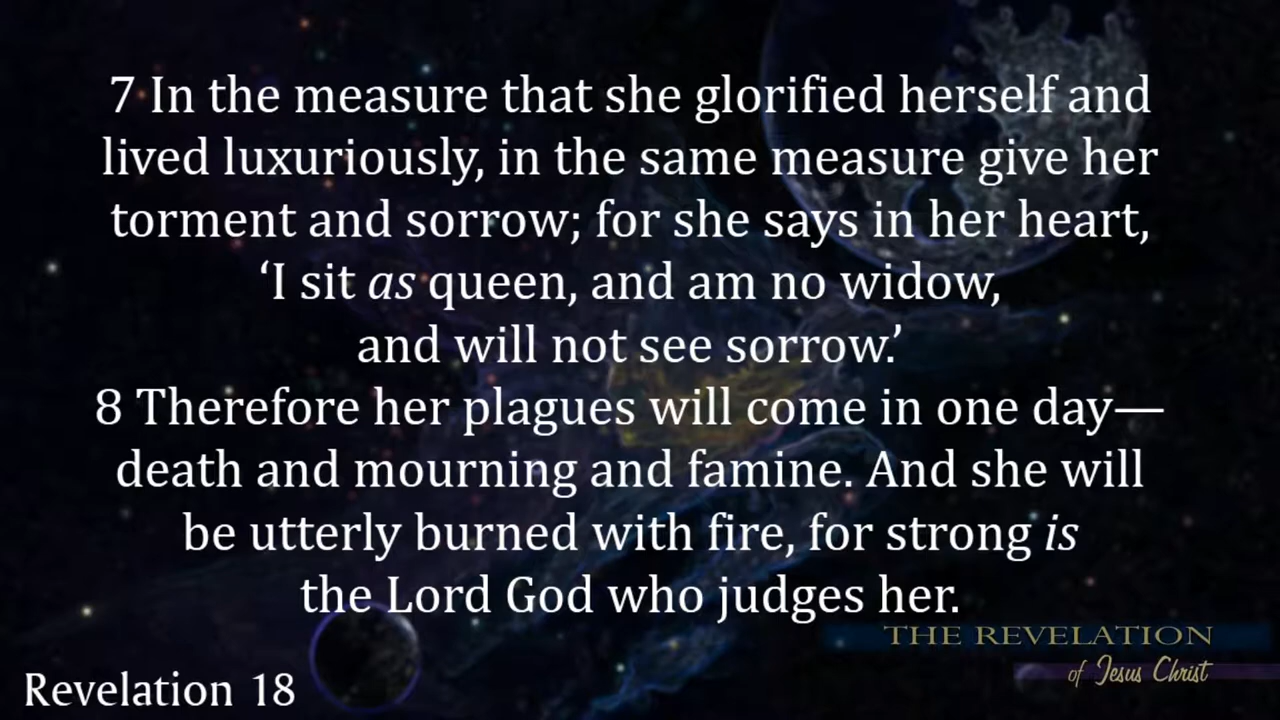 7 In the measure that she glorified herself and
lived luxuriously, in the same measure give her
torment and sorrow; for she says in her heart,
‘I sit as queen, and am no widow,
and will not see sorrow.’
8 Therefore her plagues will come in one day—
death and mourning and famine. And she will
be utterly burned with fire, for strong is
the Lord God who judges her.
THE REVELATION
of Jesus Christ
Revelation 18